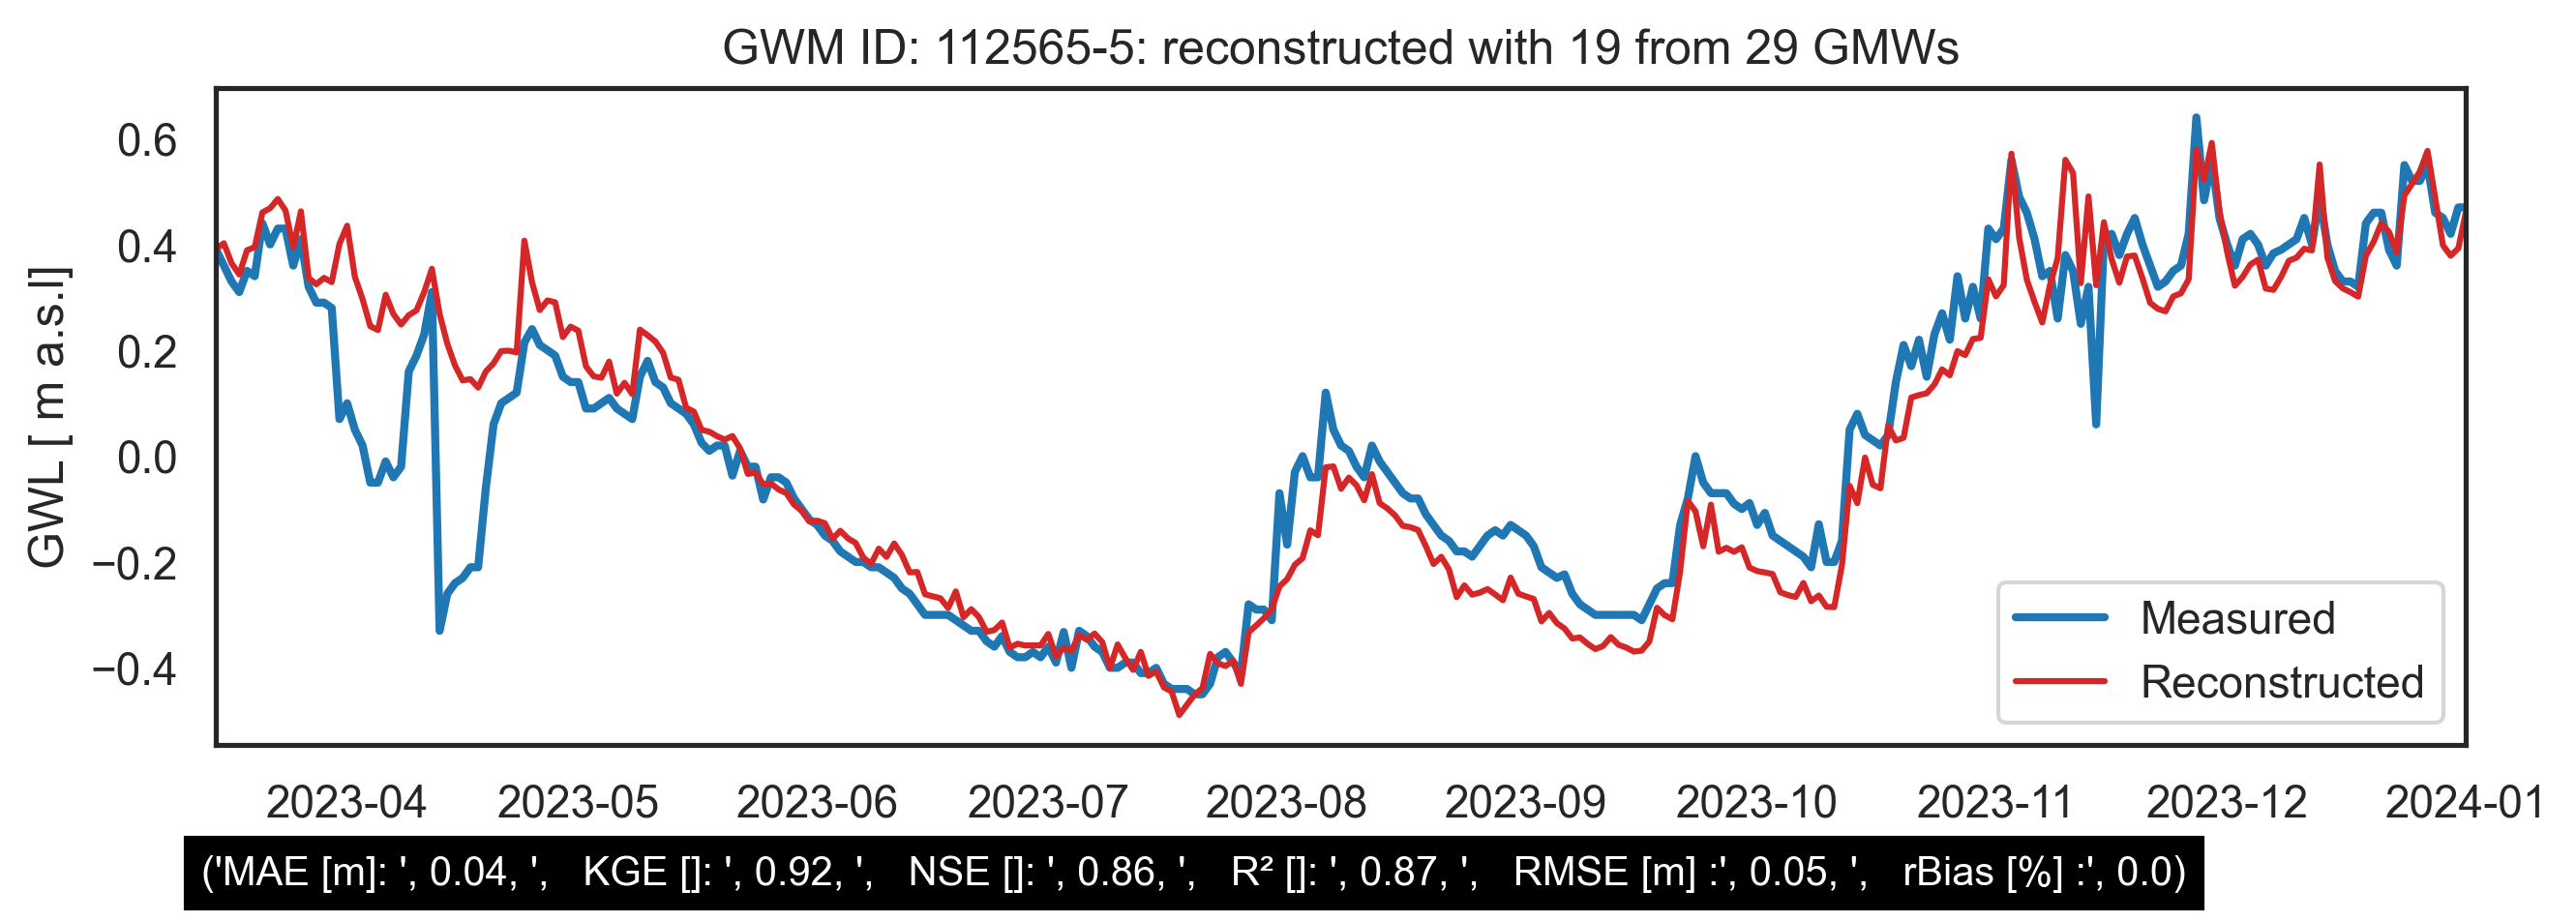 GWM ID: 112565-5: reconstructed with 19 from 29 GMWs
GWL [ m a.s.l]
0.6
0.4
0.2
0.0
−0.2
−0.4
Measured
Reconstructed
2023-04 2023-05 2023-06 2023-07 2023-08 2023-09 2023-10 2023-11 2023-12 2024-01
('MAE [m]: ', 0.04, ',   KGE []: ', 0.92, ',   NSE []: ', 0.86, ',   R² []: ', 0.87, ',   RMSE [m] :', 0.05, ',   rBias [%] :', 0.0)